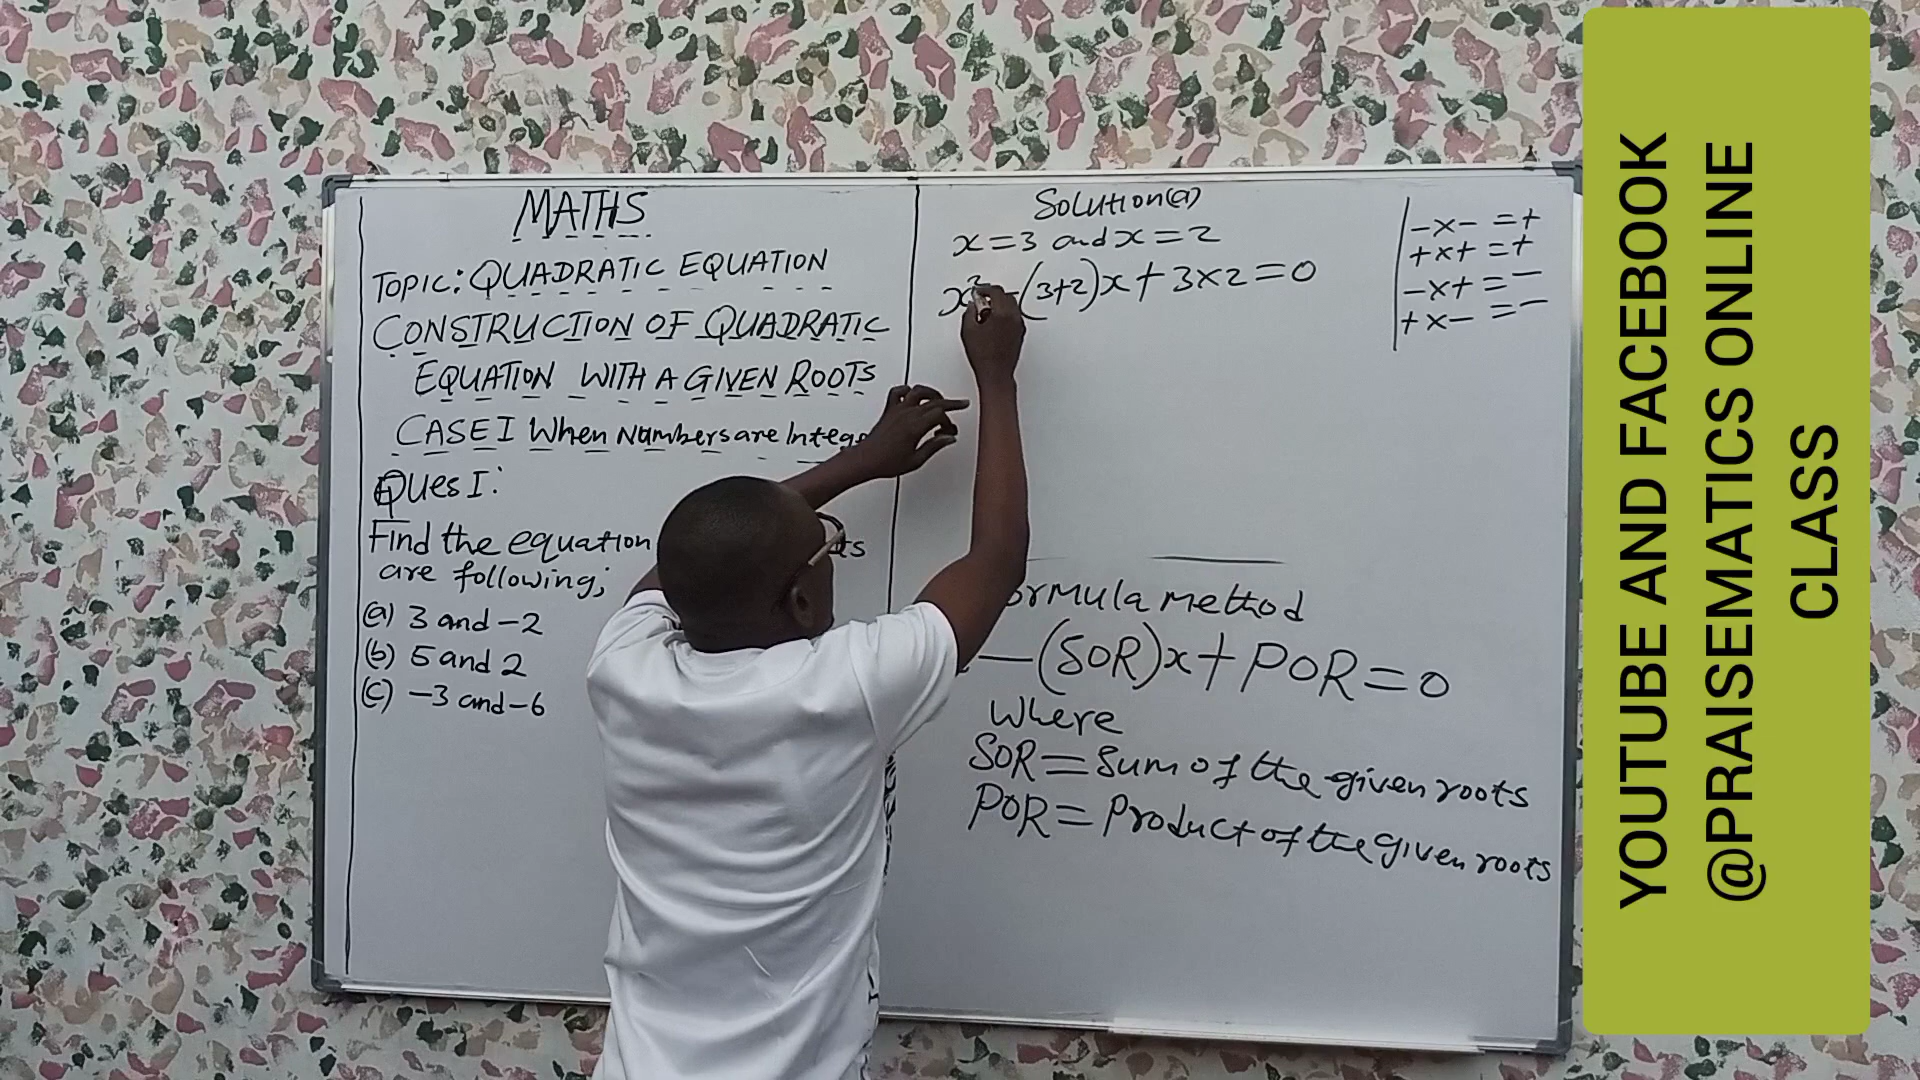 MATHS
TOPIC: QUADRATIC EQUATION
CONSTRUCTION OF QUADRATIC
EQUATION WITH A GIVEN ROOTS
CASE I When Numbers are Integ
Ques I:
Find the equation
are following;
(a) 3 and -2
(b) 5 and 2
(c) -3 and -6
Solution(a)
x = 3 and x = 2
x² - (3+2)x + 3 x 2 = 0
- x - = +
+ x + = +
- x + = -
+ x - = -
ormula method
- (SOR)x + POR = 0
Where
SOR = Sum of the given roots
POR = Product of the given roots
YOUTUBE AND FACEBOOK
@PRAISEMATICS ONLINE
CLASS